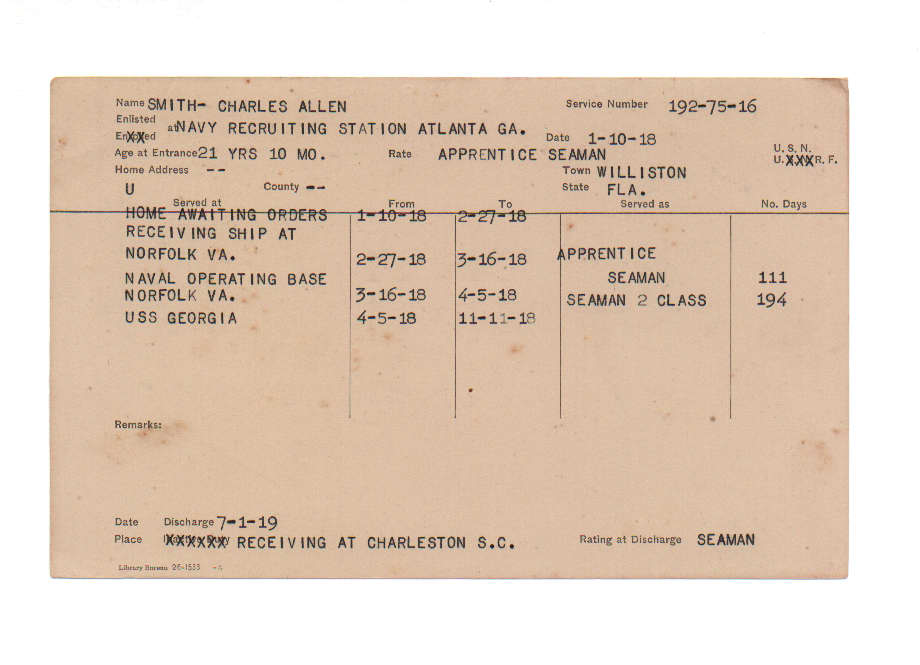 Name SMITH- CHARLES ALLEN Service Number 192-75-16
Enlisted
Enrolled at NAVY RECRUITING STATION ATLANTA GA. Date 1-10-18
Age at Entrance 21 YRS 10 MO. Rate APPRENTICE SEAMAN U. S. N.
U. XXX R. F.
Home Address -- Town WILLISTON
U County -- State FLA.
Served at From To Served as No. Days
HOME AWAITING ORDERS 1-10-18 2-27-18
RECEIVING SHIP AT
NORFOLK VA. 2-27-18 3-16-18 APPRENTICE
NAVAL OPERATING BASE SEAMAN 111
NORFOLK VA. 3-16-18 4-5-18 SEAMAN 2 CLASS 194
USS GEORGIA 4-5-18 11-11-18
Remarks:
Date Discharge 7-1-19
Place XXXXXX RECEIVING AT CHARLESTON S.C. Rating at Discharge SEAMAN
Library Bureau 26-1533